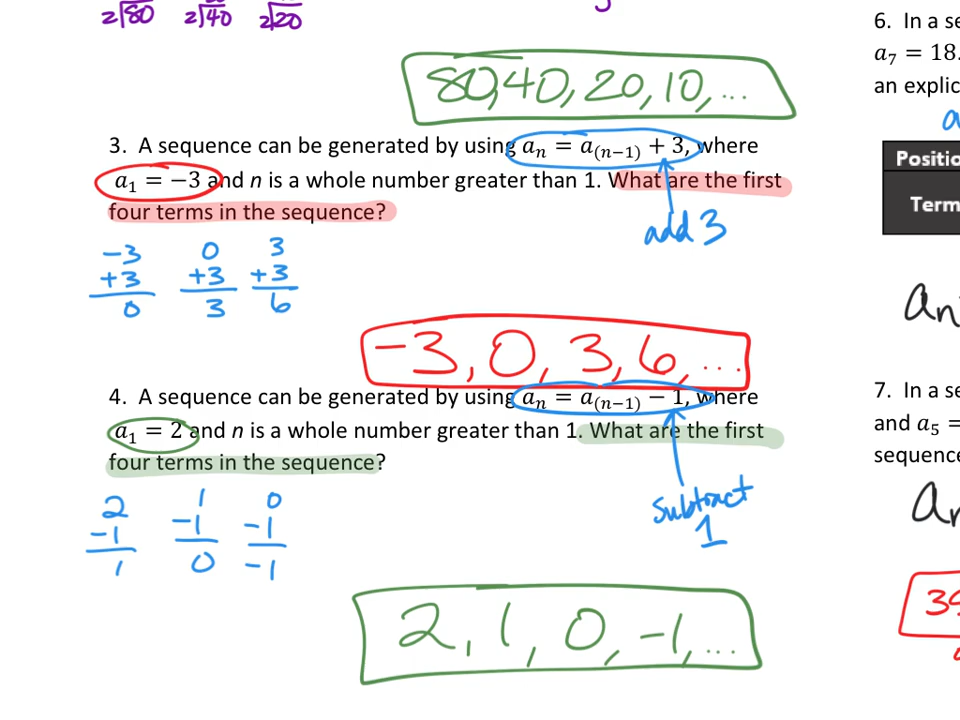 2⟌80 2⟌40 2⟌20
80, 40, 20, 10, ...
3. A sequence can be generated by using aₙ = a₍ₙ₋₁₎ + 3, where
a₁ = −3 and n is a whole number greater than 1. What are the first
four terms in the sequence?
add 3
−3 0 3
+3 +3 +3
0 3 6
−3, 0, 3, 6, ...
4. A sequence can be generated by using aₙ = a₍ₙ₋₁₎ − 1, where
a₁ = 2 and n is a whole number greater than 1. What are the first
four terms in the sequence?
subtract
1
2 1 0
−1 −1 −1
1 0 −1
2, 1, 0, −1, ...
6. In a se
a₇ = 18.
an explic
a
Positio
Term
aₙ
7. In a se
and a₅ =
sequence
aₙ
39